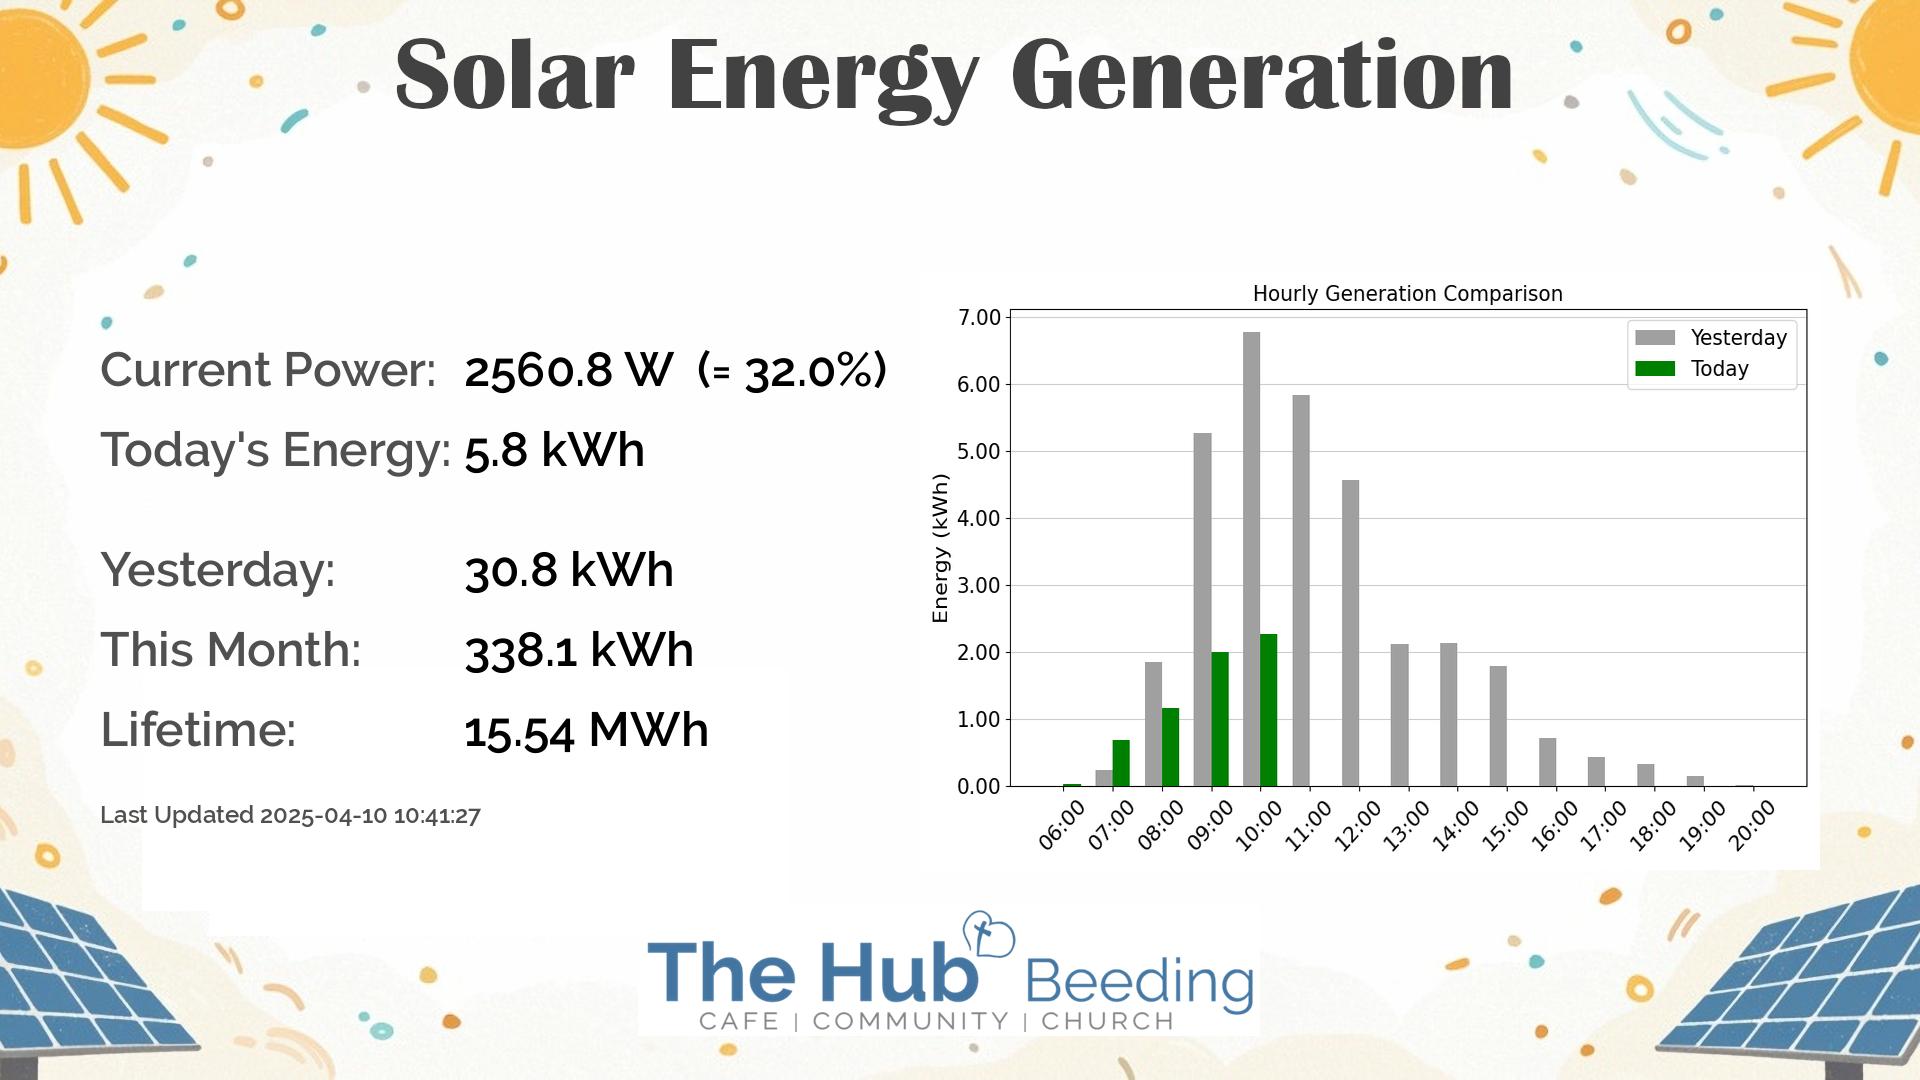 Solar Energy Generation
Current Power: 2560.8 W (= 32.0%)
Today's Energy: 5.8 kWh
Yesterday: 30.8 kWh
This Month: 338.1 kWh
Lifetime: 15.54 MWh
Last Updated 2025-04-10 10:41:27
Hourly Generation Comparison
Yesterday
Today
Energy (kWh)
7.00
6.00
5.00
4.00
3.00
2.00
1.00
0.00
06:00 07:00 08:00 09:00 10:00 11:00 12:00 13:00 14:00 15:00 16:00 17:00 18:00 19:00 20:00
The Hub Beeding
CAFE | COMMUNITY | CHURCH